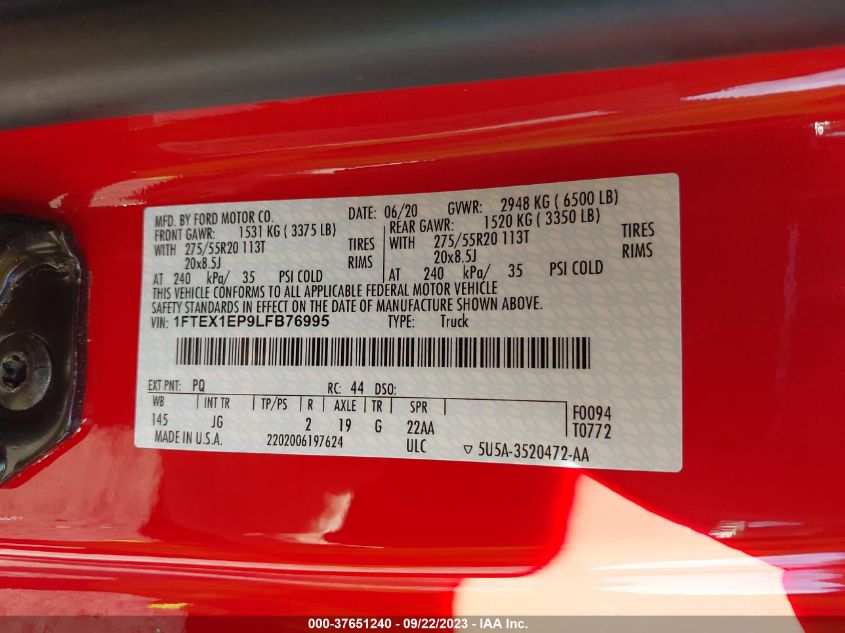 MFD. BY FORD MOTOR CO. DATE: 06/20 GVWR: 2948 KG ( 6500 LB)
FRONT GAWR: 1531 KG ( 3375 LB) REAR GAWR: 1520 KG ( 3350 LB)
WITH 275/55R20 113T TIRES WITH 275/55R20 113T TIRES
20x8.5J RIMS 20x8.5J RIMS
AT 240 kPa/ 35 PSI COLD AT 240 kPa/ 35 PSI COLD
THIS VEHICLE CONFORMS TO ALL APPLICABLE FEDERAL MOTOR VEHICLE
SAFETY STANDARDS IN EFFECT ON THE DATE OF MANUFACTURE SHOWN ABOVE.
VIN: 1FTEX1EP9LFB76995 TYPE: Truck
EXT PNT: PQ RC: 44 DSO:
WB INT TR TP/PS R AXLE TR SPR F0094
145 JG 2 19 G 22AA T0772
MADE IN U.S.A. 2202006197624 ULC ▽ 5U5A-3520472-AA
000-37651240 - 09/22/2023 - IAA Inc.